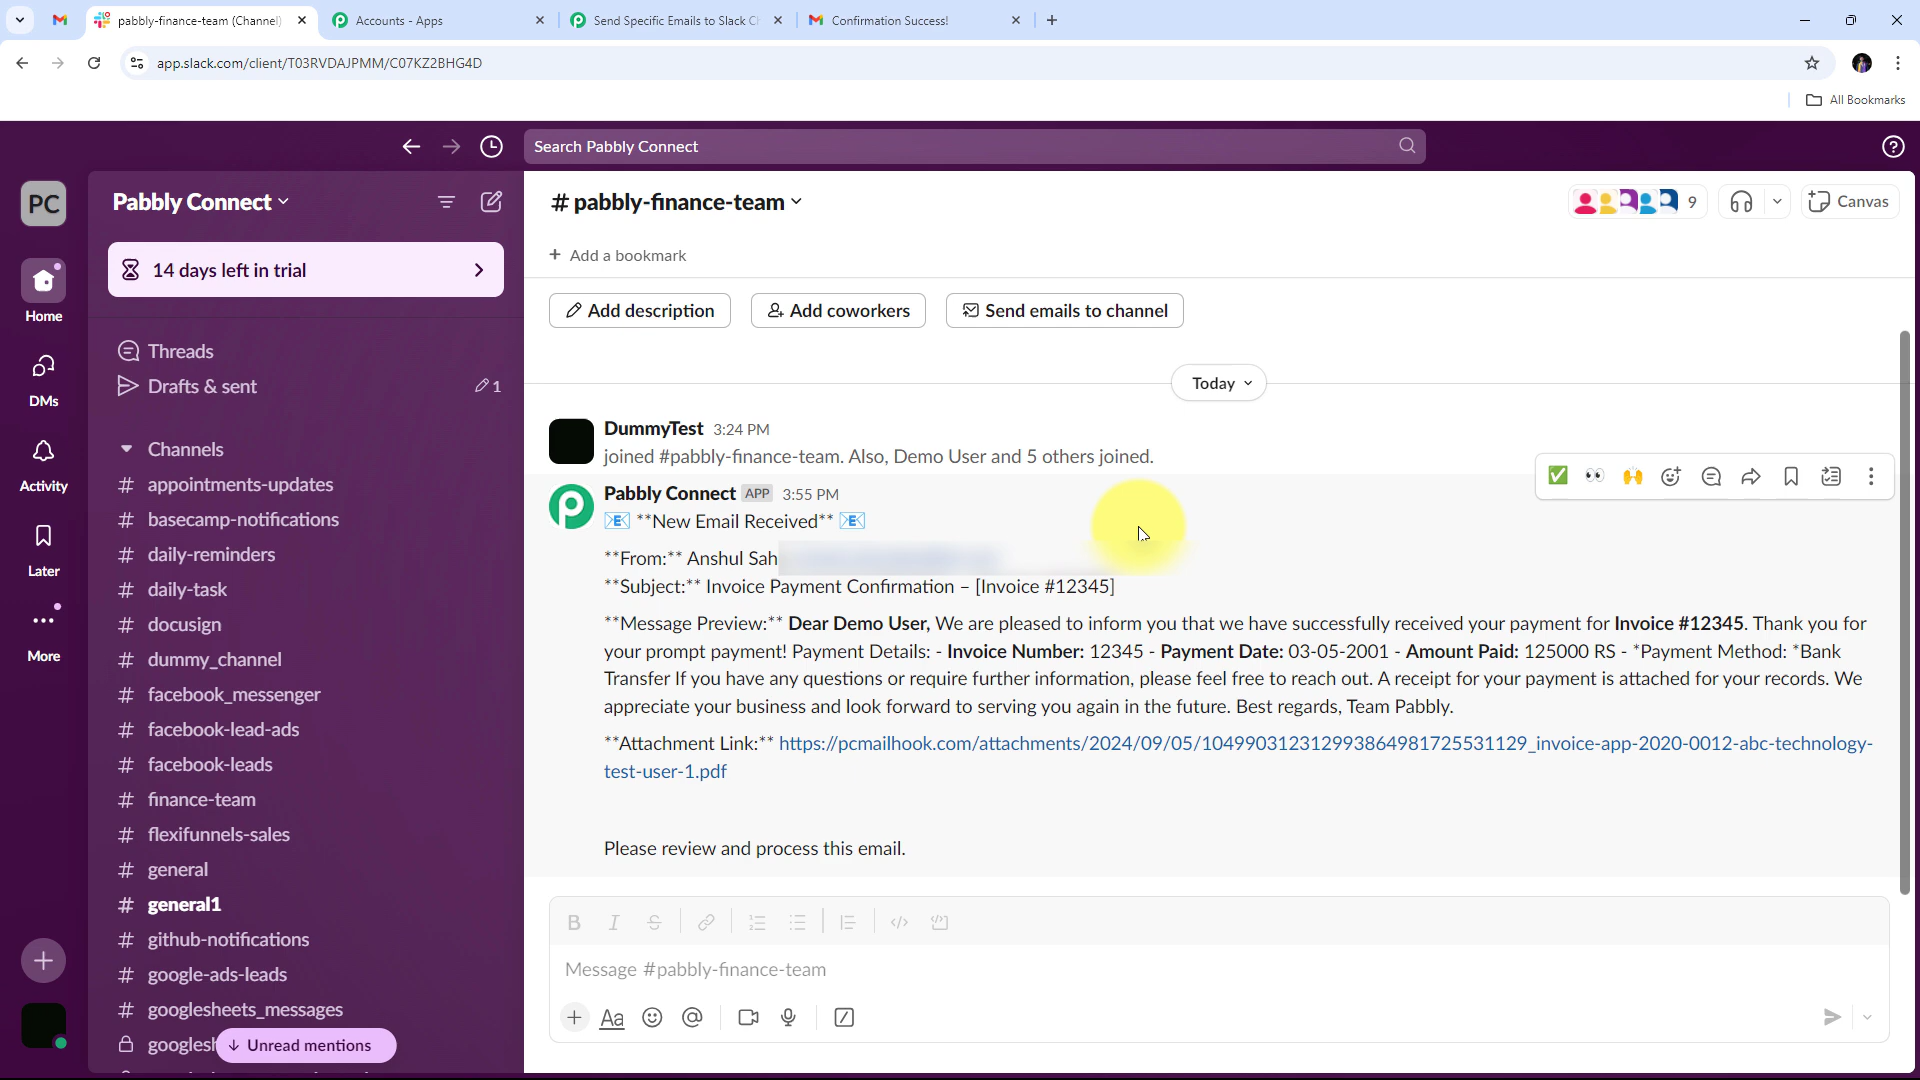 pabbly-finance-team (Channel)
Accounts - Apps
Send Specific Emails to Slack C
Confirmation Success!
app.slack.com/client/T03RVDAJPMM/C07KZ2BHG4D
All Bookmarks
Search Pabbly Connect
PC
Home
DMs
Activity
Later
More
Pabbly Connect
14 days left in trial
Threads
Drafts & sent
1
Channels
# appointments-updates
# basecamp-notifications
# daily-reminders
# daily-task
# docusign
# dummy_channel
# facebook_messenger
# facebook-lead-ads
# facebook-leads
# finance-team
# flexifunnels-sales
# general
# general1
# github-notifications
# google-ads-leads
# googlesheets_messages
googlesh
↓ Unread mentions
# pabbly-finance-team
9
Canvas
+ Add a bookmark
Add description
Add coworkers
Send emails to channel
Today
DummyTest 3:24 PM
joined #pabbly-finance-team. Also, Demo User and 5 others joined.
Pabbly Connect APP 3:55 PM
📧 **New Email Received** 📧
**From:** Anshul Sah
**Subject:** Invoice Payment Confirmation – [Invoice #12345]
**Message Preview:** Dear Demo User, We are pleased to inform you that we have successfully received your payment for Invoice #12345. Thank you for
your prompt payment! Payment Details: - Invoice Number: 12345 - Payment Date: 03-05-2001 - Amount Paid: 125000 RS - *Payment Method: *Bank
Transfer If you have any questions or require further information, please feel free to reach out. A receipt for your payment is attached for your records. We
appreciate your business and look forward to serving you again in the future. Best regards, Team Pabbly.
**Attachment Link:** https://pcmailhook.com/attachments/2024/09/05/104990312312993864981725531129_invoice-app-2020-0012-abc-technology-
test-user-1.pdf
Please review and process this email.
Message #pabbly-finance-team
Aa